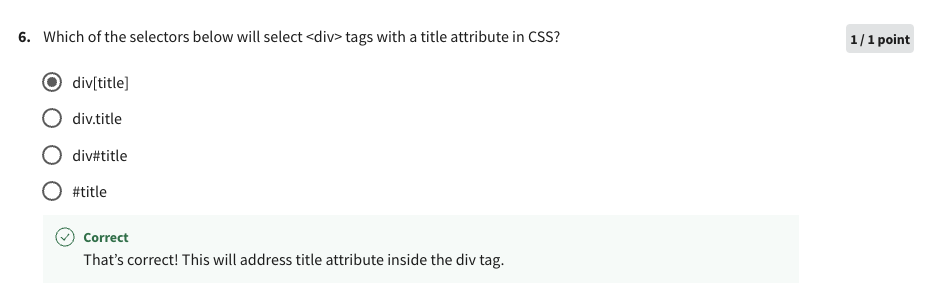 6. Which of the selectors below will select <div> tags with a title attribute in CSS?
1 / 1 point
div[title]
div.title
div#title
#title
Correct
That's correct! This will address title attribute inside the div tag.